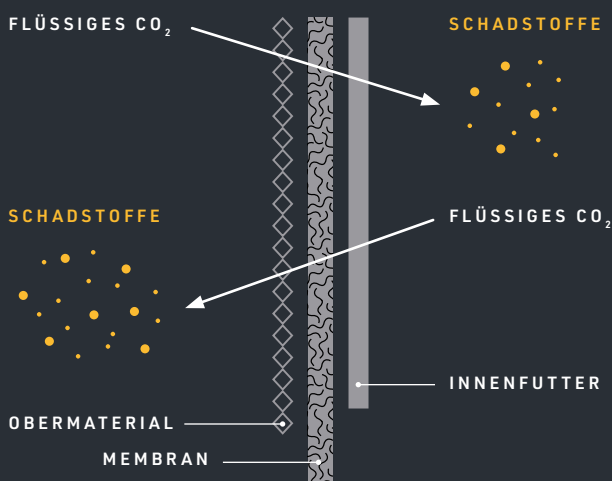 FLÜSSIGES CO₂
SCHADSTOFFE
SCHADSTOFFE
FLÜSSIGES CO₂
INNENFUTTER
OBERMATERIAL
MEMBRAN